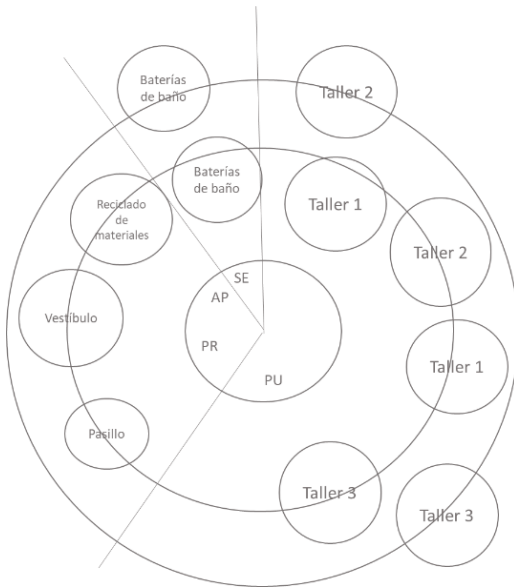 Baterías
de baño
Taller 2
Baterías
de baño
Reciclado
de
materiales
Taller 1
Taller 2
SE
AP
Vestíbulo
PR
Taller 1
PU
Pasillo
Taller 3
Taller 3